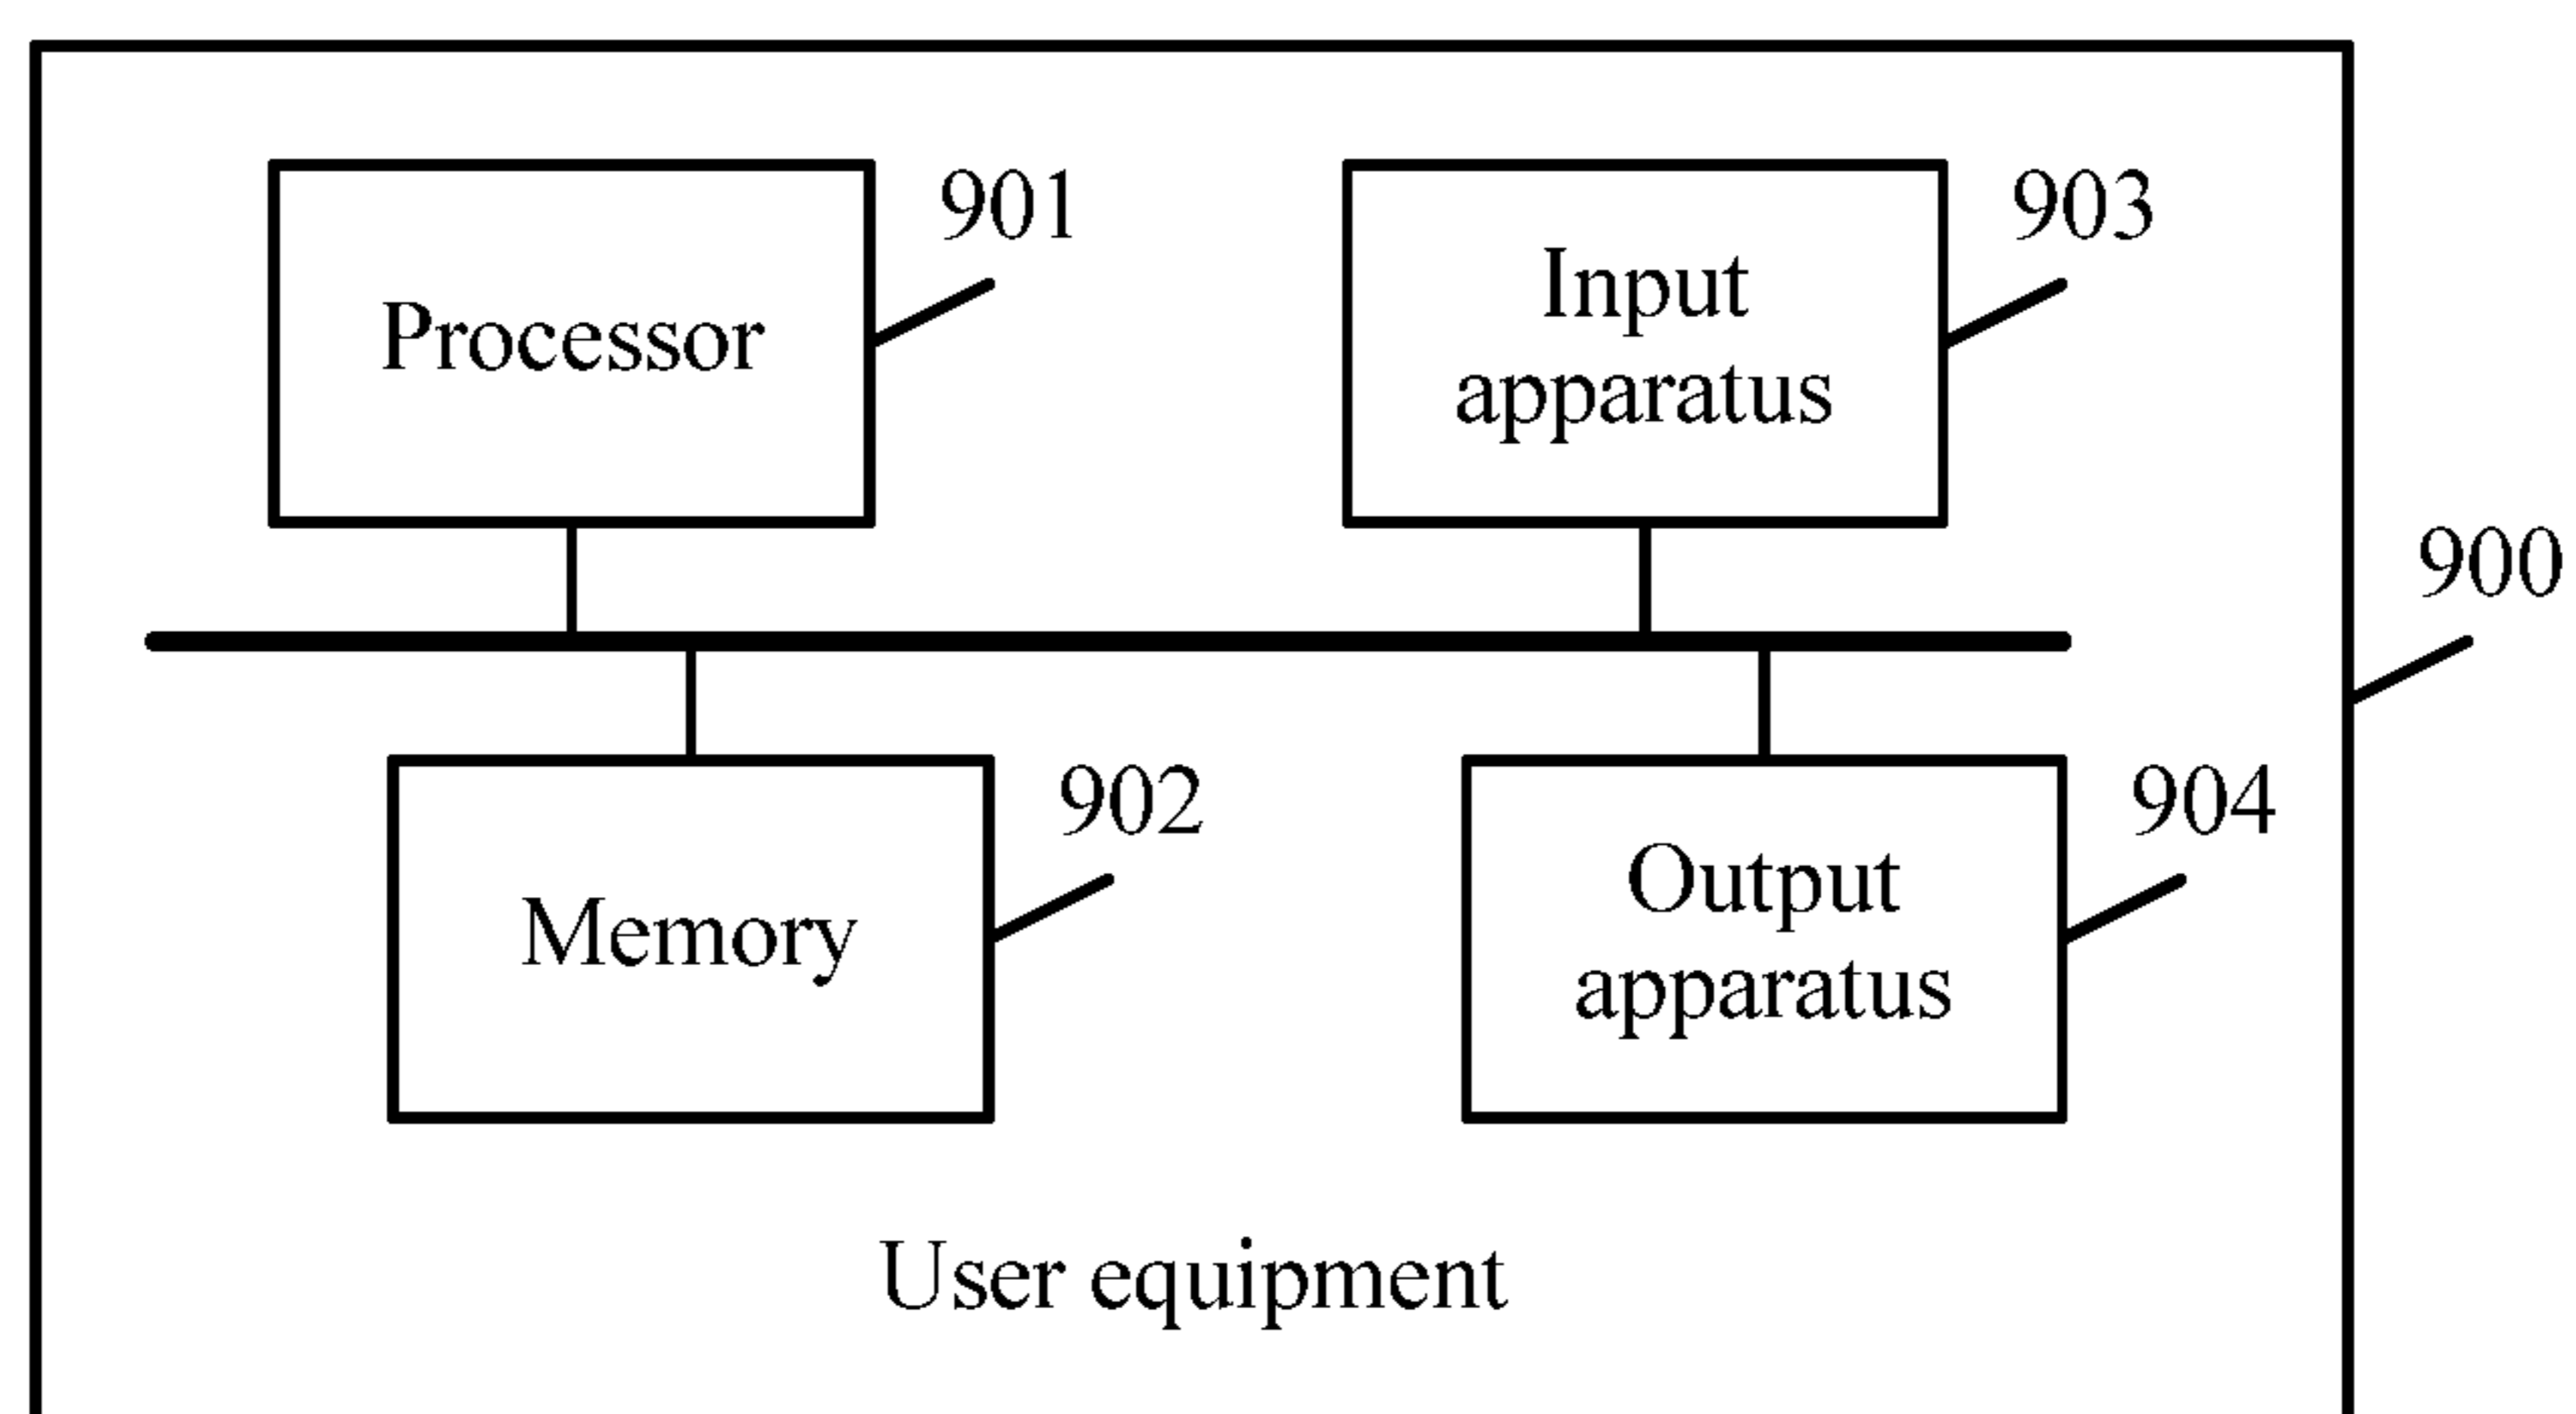 901
Processor
903
Input
apparatus
900
902
Memory
904
Output
apparatus
User equipment